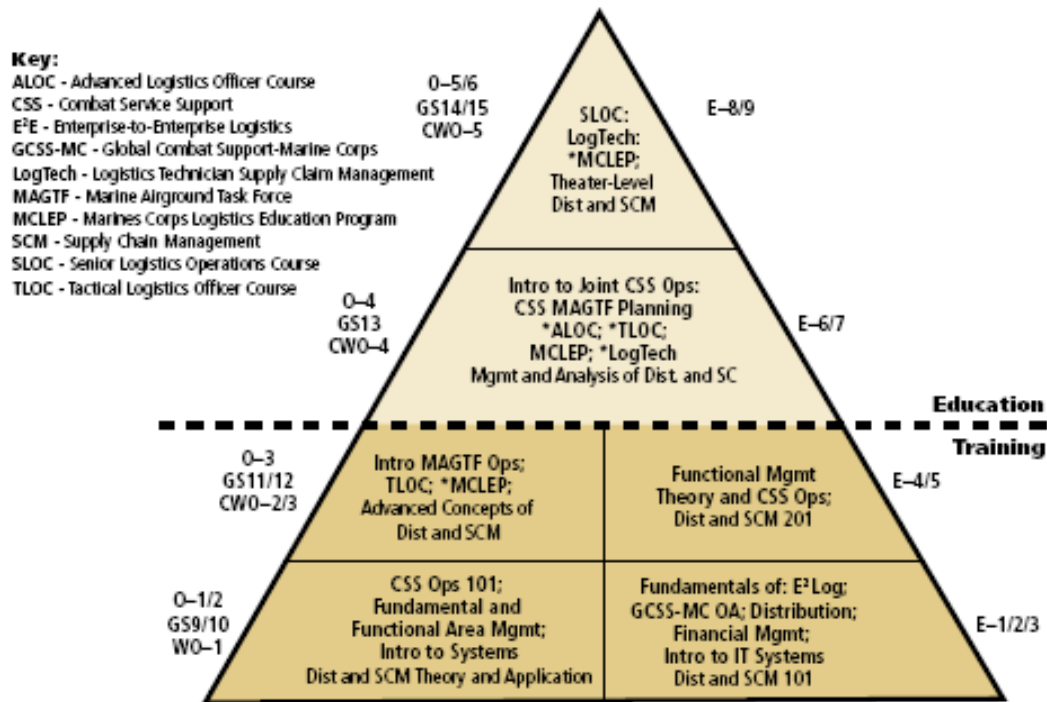 Key:
ALOC - Advanced Logistics Officer Course
CSS - Combat Service Support
E²E - Enterprise-to-Enterprise Logistics
GCSS-MC - Global Combat Support-Marine Corps
LogTech - Logistics Technician Supply Claim Management
MAGTF - Marine Airground Task Force
MCLEP - Marines Corps Logistics Education Program
SCM - Supply Chain Management
SLOC - Senior Logistics Operations Course
TLOC - Tactical Logistics Officer Course
O–5/6
GS14/15
CWO–5
SLOC:
LogTech:
*MCLEP;
Theater-Level
Dist and SCM
E–8/9
O–4
GS13
CWO–4
Intro to Joint CSS Ops:
CSS MAGTF Planning
*ALOC; *TLOC;
MCLEP; *LogTech
Mgmt and Analysis of Dist. and SC
E–6/7
Education
Training
O–3
GS11/12
CWO–2/3
Intro MAGTF Ops;
TLOC; *MCLEP;
Advanced Concepts of
Dist and SCM
Functional Mgmt
Theory and CSS Ops;
Dist and SCM 201
E–4/5
O–1/2
GS9/10
WO–1
CSS Ops 101;
Fundamental and
Functional Area Mgmt;
Intro to Systems
Dist and SCM Theory and Application
Fundamentals of: E²Log;
GCSS-MC OA; Distribution;
Financial Mgmt;
Intro to IT Systems
Dist and SCM 101
E–1/2/3